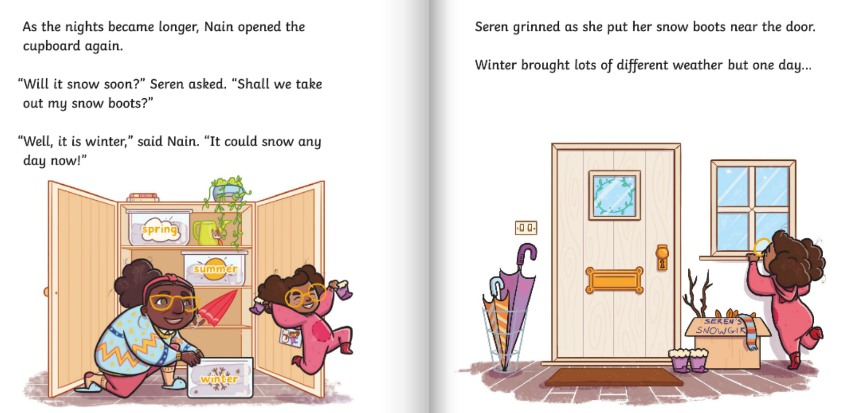 As the nights became longer, Nain opened the
cupboard again.
“Will it snow soon?” Seren asked. “Shall we take
out my snow boots?”
“Well, it is winter,” said Nain. “It could snow any
day now!”
spring
summer
winter
Seren grinned as she put her snow boots near the door.
Winter brought lots of different weather but one day...
SEREN'S
SNOWGIR